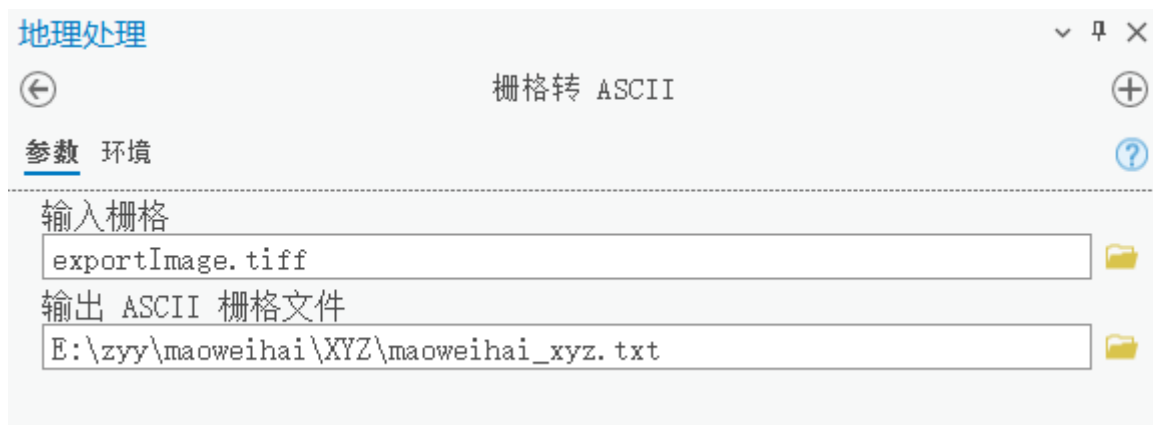 地理处理
栅格转 ASCII
参数 环境
输入栅格
exportImage.tiff
输出 ASCII 栅格文件
E:\zyy\maoweihai\XYZ\maoweihai_xyz.txt